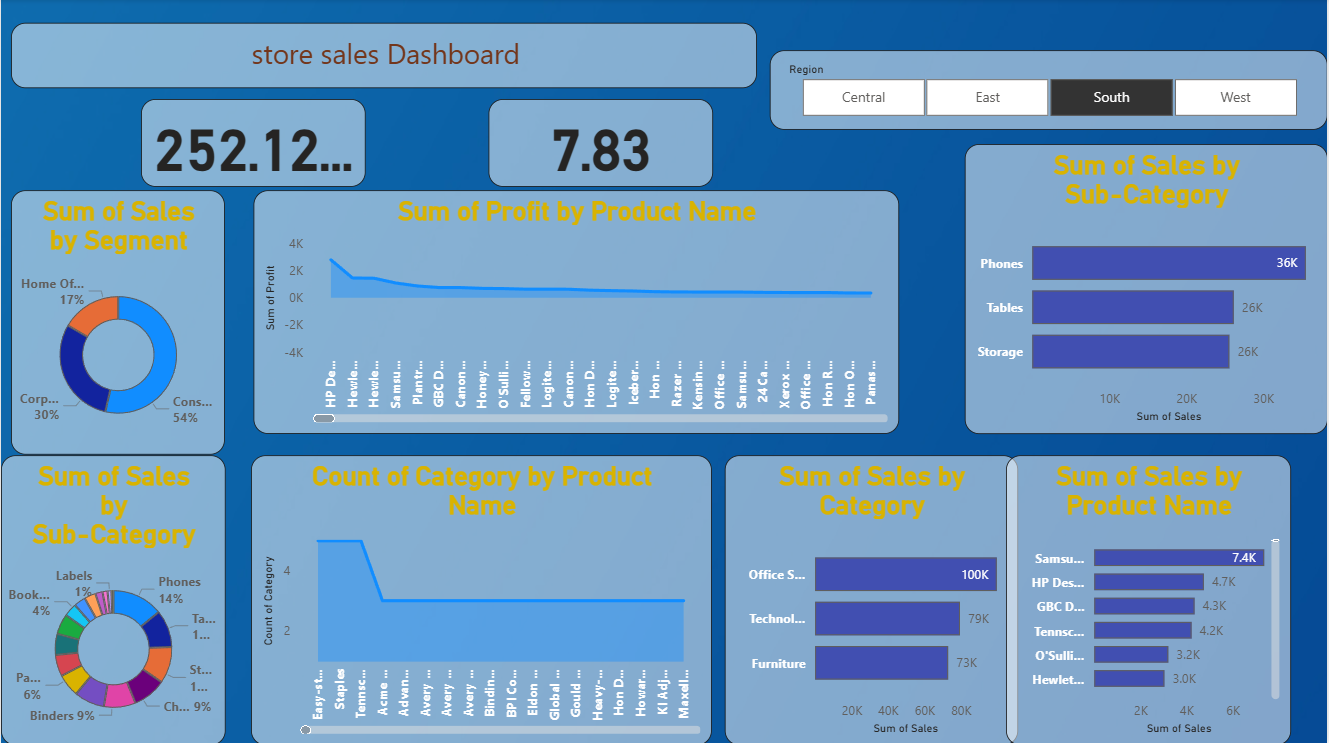 store sales Dashboard
Region
Central
East
South
West
252.12...
7.83
Sum of Sales
by Segment
Home Of...
17%
Corp...
30%
Cons...
54%
Sum of Profit by Product Name
Sum of Profit
4K
2K
0K
-2K
-4K
HP De...
Hewle...
Hewle...
Samsu...
Plantr...
GBC D...
Canon...
Honey...
O'Sulli...
Fellow...
Logite...
Canon...
Hon D...
Logite...
Iceber...
Hon ...
Razer ...
Kensin...
Office ...
Samsu...
24 Ca...
Xerox ...
Office ...
Hon R...
Hon O...
Panas...
Sum of Sales by
Sub-Category
Phones
36K
Tables
26K
Storage
26K
10K
20K
30K
Sum of Sales
Sum of Sales
by
Sub-Category
Labels
1%
Phones
14%
Book...
4%
Ta...
1...
St...
1...
Pa...
6%
Ch... 9%
Binders 9%
Count of Category by Product
Name
Count of Category
4
2
Easy-st...
Staples
Tennsc...
Acme ...
Advan...
Avery ...
Avery ...
Avery ...
Bindin...
BPI Co...
Eldon ...
Global ...
Gould ...
Heavy-...
Hon D...
Howar...
KI Adj...
Maxell...
Sum of Sales by
Category
Office S...
100K
Technol...
79K
Furniture
73K
20K
40K
60K
80K
Sum of Sales
Sum of Sales by
Product Name
Samsu...
7.4K
HP Des...
4.7K
GBC D...
4.3K
Tennsc...
4.2K
O'Sulli...
3.2K
Hewlet...
3.0K
2K
4K
6K
Sum of Sales